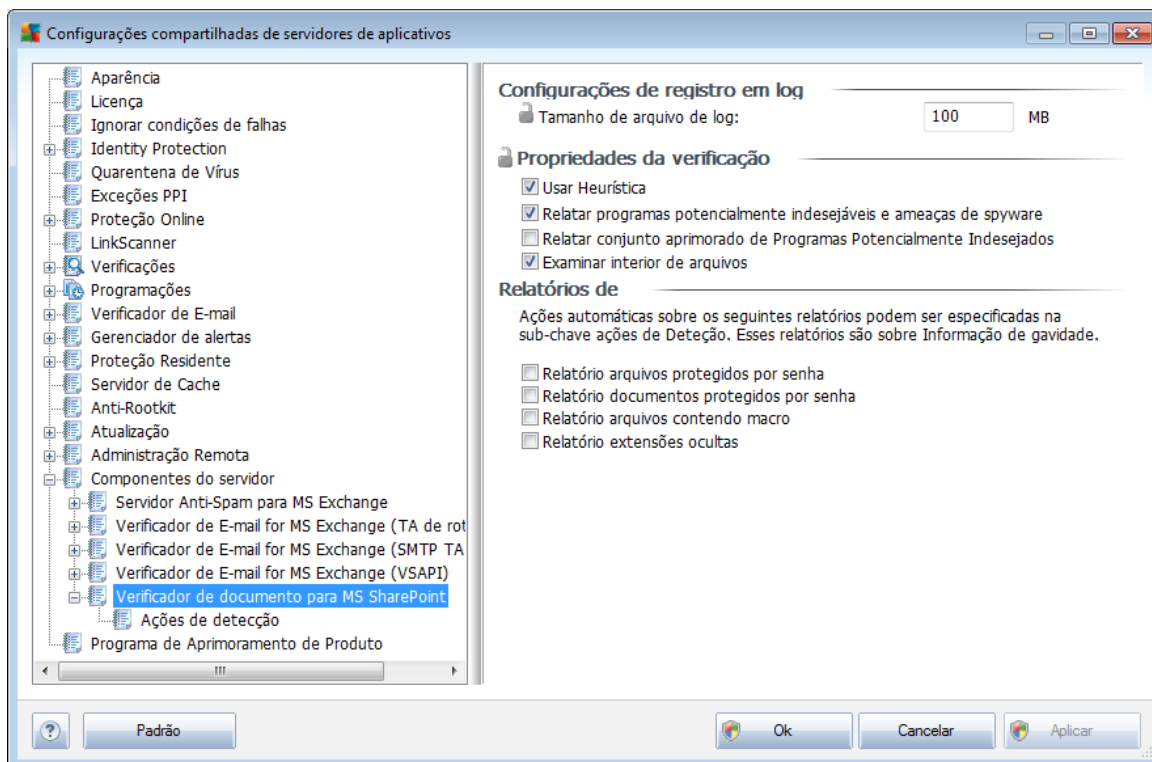 Configurações compartilhadas de servidores de aplicativos
Aparência
Licença
Ignorar condições de falhas
Identity Protection
Quarentena de Vírus
Exceções PPI
Proteção Online
LinkScanner
Verificações
Programações
Verificador de E-mail
Gerenciador de alertas
Proteção Residente
Servidor de Cache
Anti-Rootkit
Atualização
Administração Remota
Componentes do servidor
Servidor Anti-Spam para MS Exchange
Verificador de E-mail for MS Exchange (TA de rot
Verificador de E-mail for MS Exchange (SMTP TA
Verificador de E-mail for MS Exchange (VSAPI)
Verificador de documento para MS SharePoint
Ações de detecção
Programa de Aprimoramento de Produto
Configurações de registro em log
Tamanho de arquivo de log: 100 MB
Propriedades da verificação
Usar Heurística
Relatar programas potencialmente indesejáveis e ameaças de spyware
Relatar conjunto aprimorado de Programas Potencialmente Indesejados
Examinar interior de arquivos
Relatórios de
Ações automáticas sobre os seguintes relatórios podem ser especificadas na
sub-chave ações de Deteção. Esses relatórios são sobre Informação de gavidade.
Relatório arquivos protegidos por senha
Relatório documentos protegidos por senha
Relatório arquivos contendo macro
Relatório extensões ocultas
? Padrão Ok Cancelar Aplicar